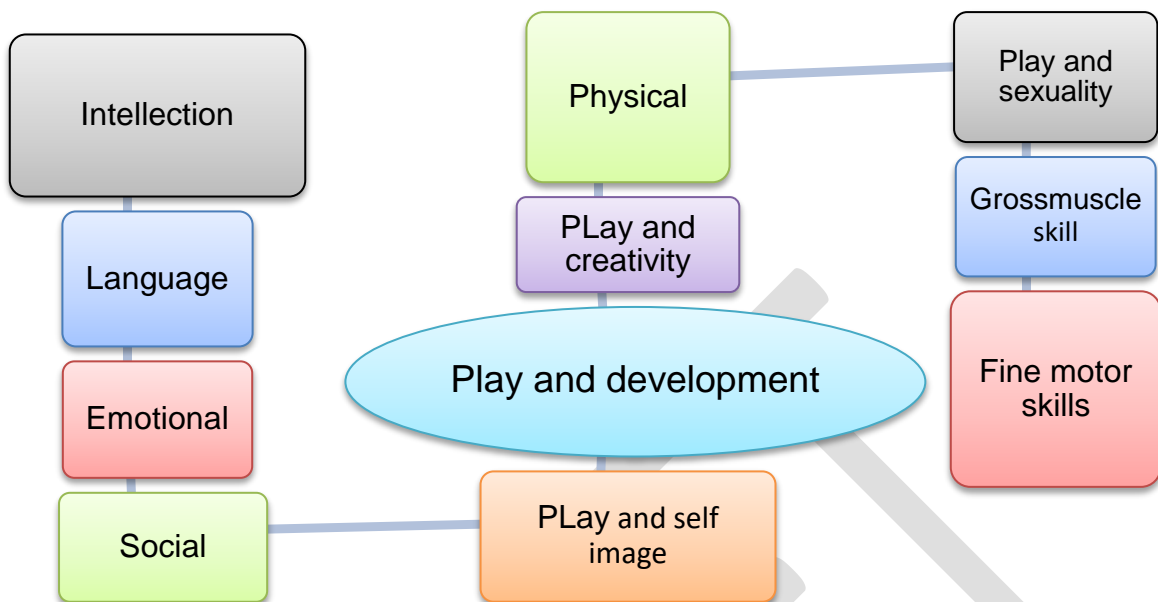 Intellection
Language
Emotional
Social
Physical
PLay and
creativity
Play and development
PLay and self
image
Play and
sexuality
Grossmuscle
skill
Fine motor
skills